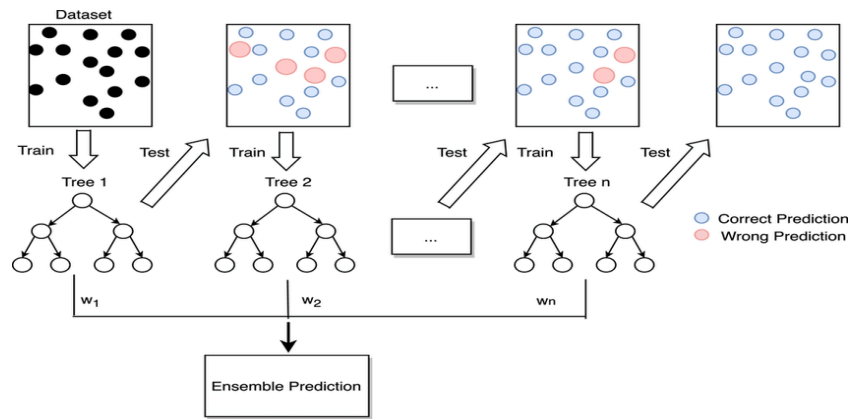 Dataset
...
Train
Test
Train
Test
Train
Test
Tree 1
Tree 2
Tree n
...
Correct Prediction
Wrong Prediction
w1
w2
wn
Ensemble Prediction